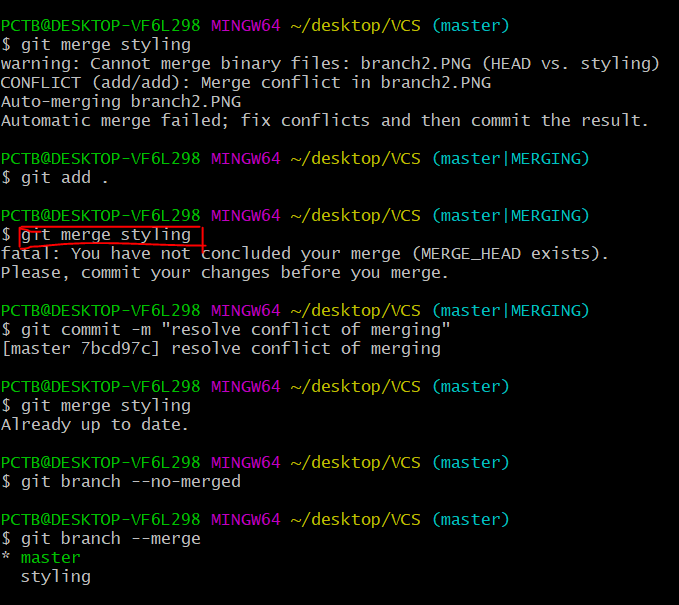 PCTB@DESKTOP-VF6L298 MINGW64 ~/desktop/VCS (master)
$ git merge styling
warning: Cannot merge binary files: branch2.PNG (HEAD vs. styling)
CONFLICT (add/add): Merge conflict in branch2.PNG
Auto-merging branch2.PNG
Automatic merge failed; fix conflicts and then commit the result.
PCTB@DESKTOP-VF6L298 MINGW64 ~/desktop/VCS (master|MERGING)
$ git add .
PCTB@DESKTOP-VF6L298 MINGW64 ~/desktop/VCS (master|MERGING)
$ git merge styling
fatal: You have not concluded your merge (MERGE_HEAD exists).
Please, commit your changes before you merge.
PCTB@DESKTOP-VF6L298 MINGW64 ~/desktop/VCS (master|MERGING)
$ git commit -m "resolve conflict of merging"
[master 7bcd97c] resolve conflict of merging
PCTB@DESKTOP-VF6L298 MINGW64 ~/desktop/VCS (master)
$ git merge styling
Already up to date.
PCTB@DESKTOP-VF6L298 MINGW64 ~/desktop/VCS (master)
$ git branch --no-merged
PCTB@DESKTOP-VF6L298 MINGW64 ~/desktop/VCS (master)
$ git branch --merge
* master
  styling